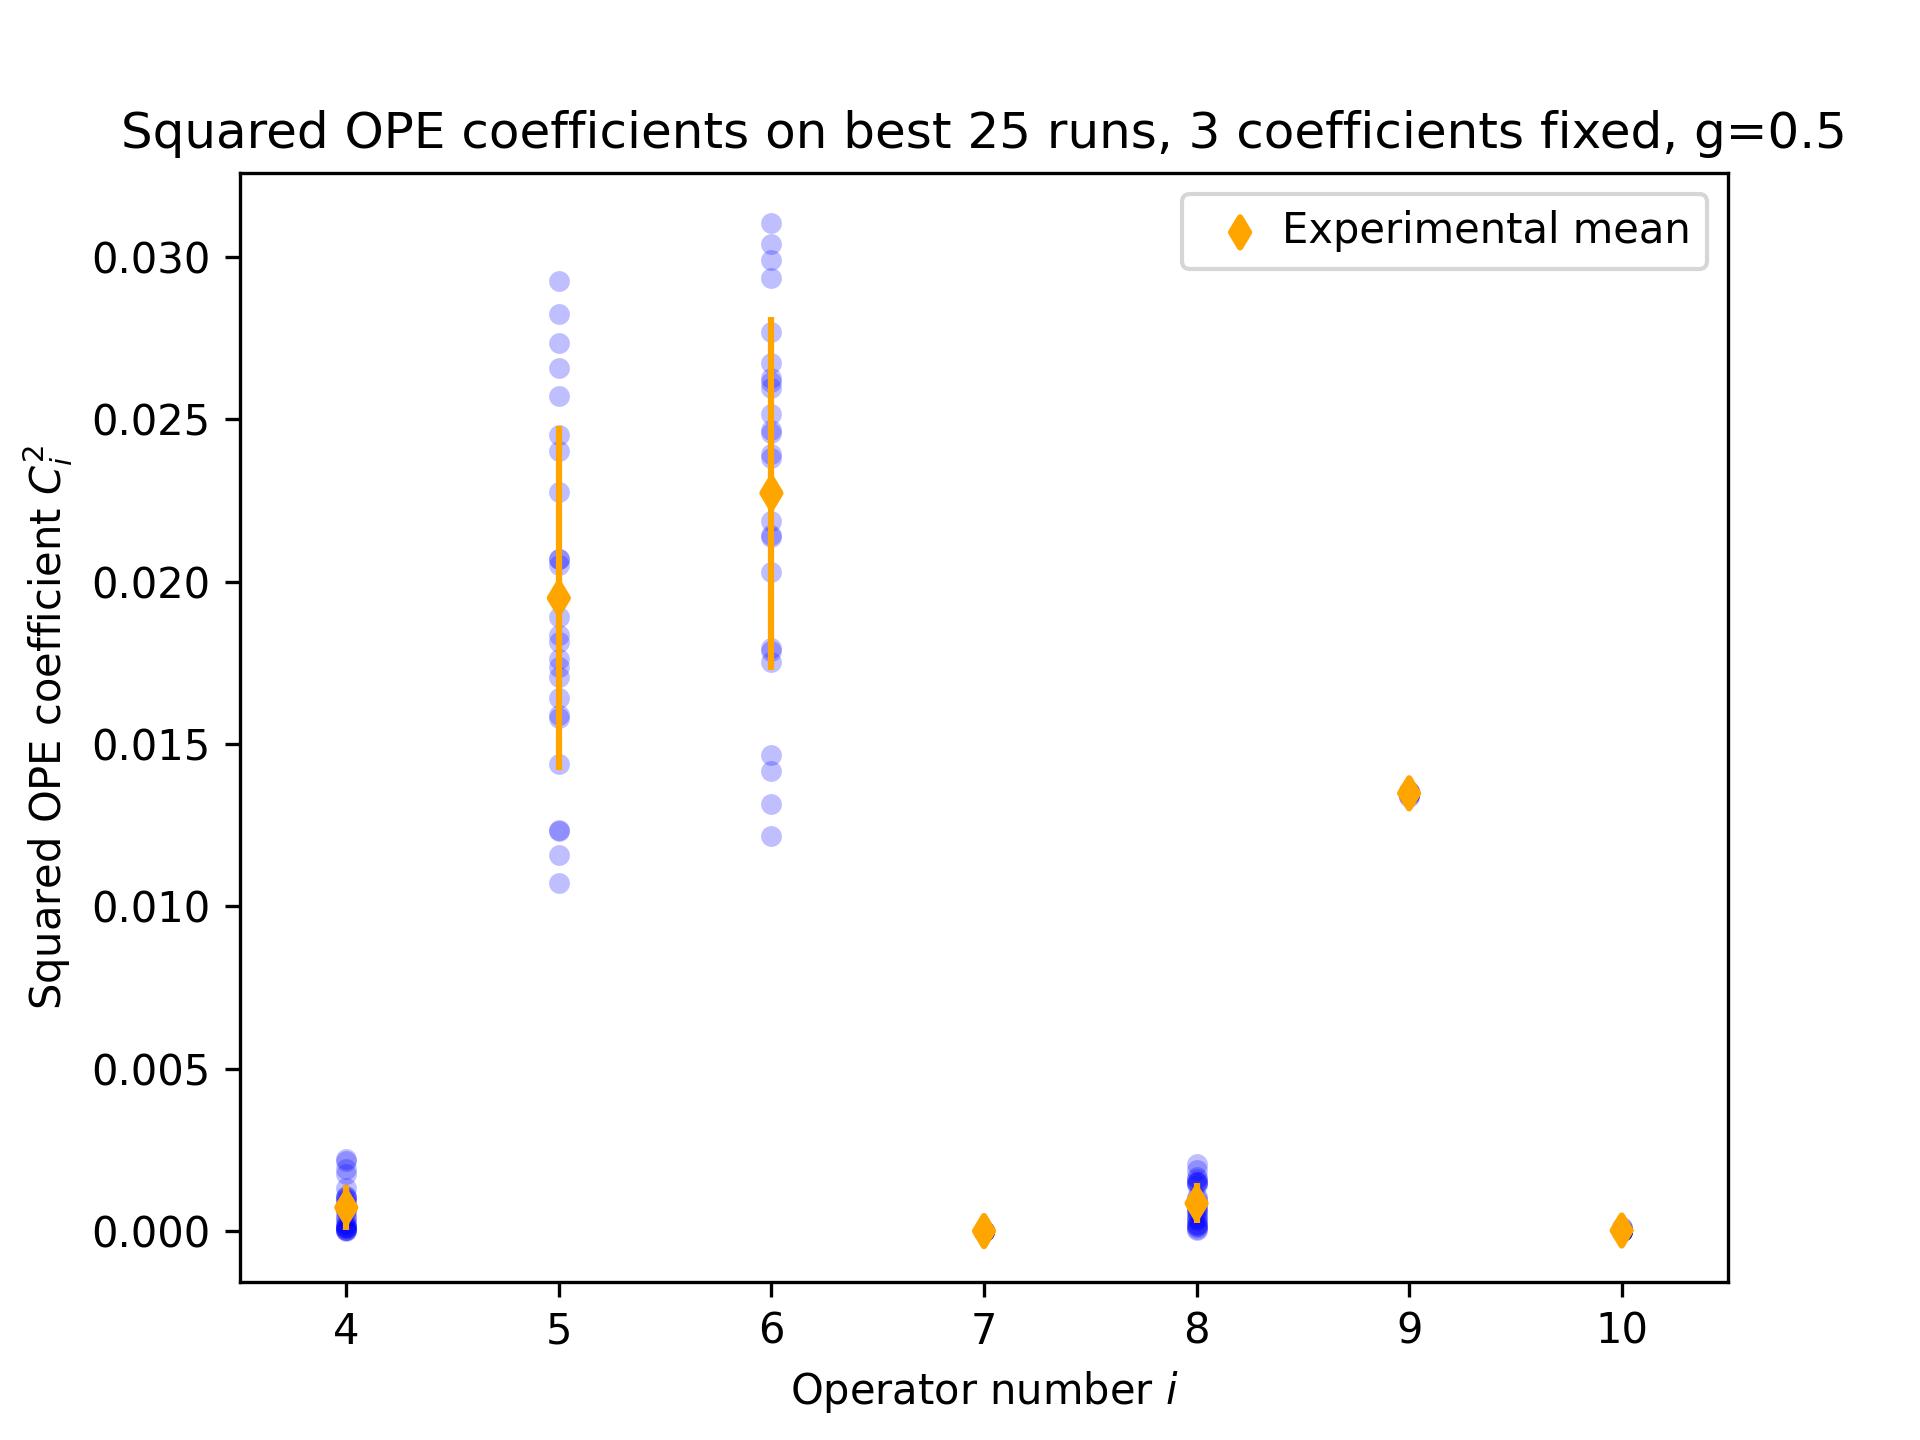 Squared OPE coefficients on best 25 runs, 3 coefficients fixed, g=0.5
Experimental mean
Squared OPE coefficient $C_i^2$
0.030
0.025
0.020
0.015
0.010
0.005
0.000
4 5 6 7 8 9 10
Operator number i